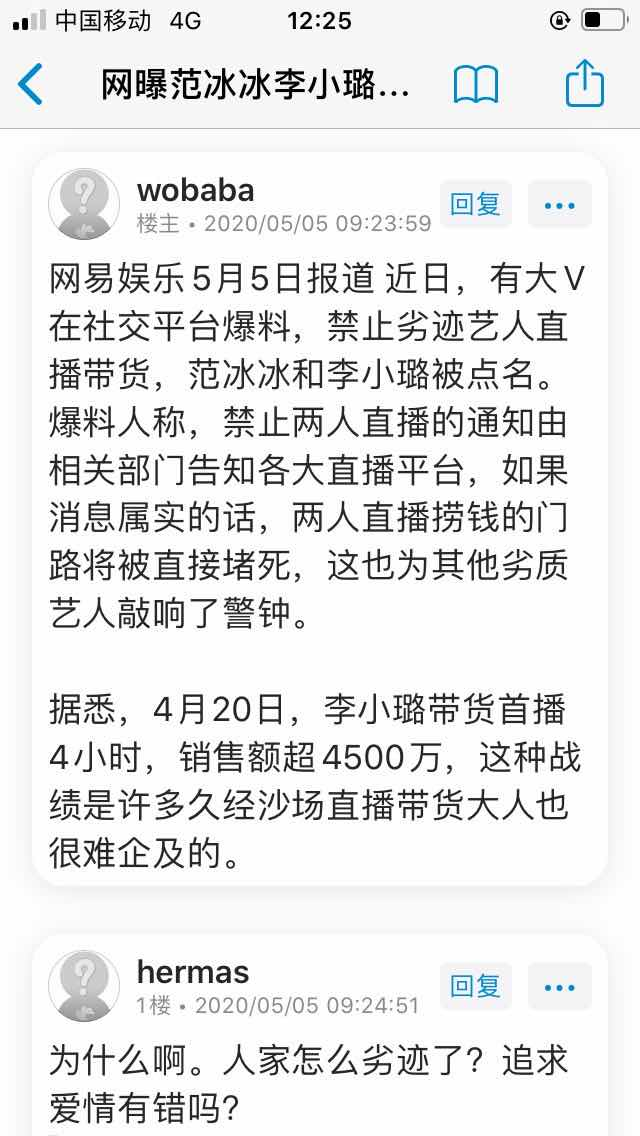 中国移动 4G 12:25
网曝范冰冰李小璐...
wobaba
回复
楼主 • 2020/05/05 09:23:59
网易娱乐5月5日报道 近日，有大V
在社交平台爆料，禁止劣迹艺人直
播带货，范冰冰和李小璐被点名。
爆料人称，禁止两人直播的通知由
相关部门告知各大直播平台，如果
消息属实的话，两人直播捞钱的门
路将被直接堵死，这也为其他劣质
艺人敲响了警钟。
据悉，4月20日，李小璐带货首播
4小时，销售额超4500万，这种战
绩是许多久经沙场直播带货大人也
很难企及的。
hermas
回复
1楼 • 2020/05/05 09:24:51
为什么啊。人家怎么劣迹了？追求
爱情有错吗？